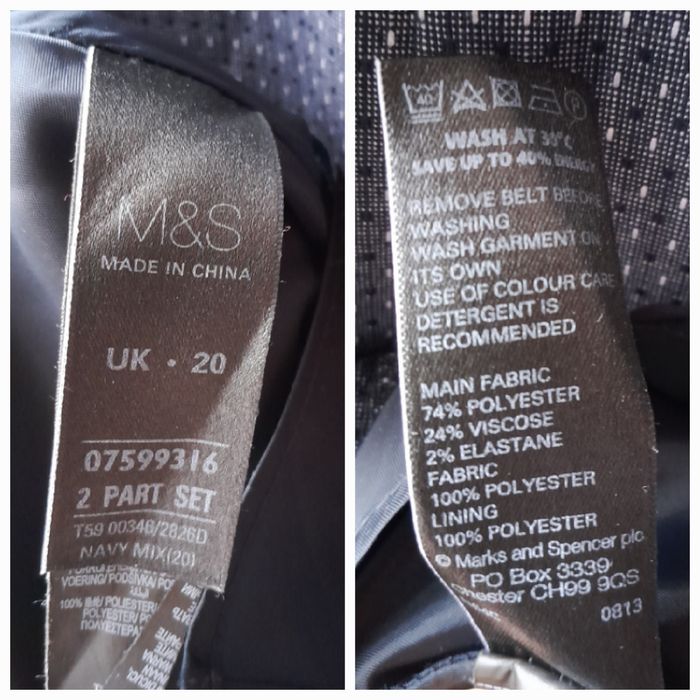 M&S
MADE IN CHINA
UK • 20
07599316
2 PART SET
T59 0034B/2826D
NAVY MIX(20)
VOERING/PODŠÍVKA/
40
P
WASH AT 30°C
SAVE UP TO 40% ENERGY
REMOVE BELT BEFORE
WASHING
WASH GARMENT ON
ITS OWN
USE OF COLOUR CARE
DETERGENT IS
RECOMMENDED
MAIN FABRIC
74% POLYESTER
24% VISCOSE
2% ELASTANE
FABRIC
100% POLYESTER
LINING
100% POLYESTER
© Marks and Spencer plc
PO Box 3339
CH99 9QS
0813